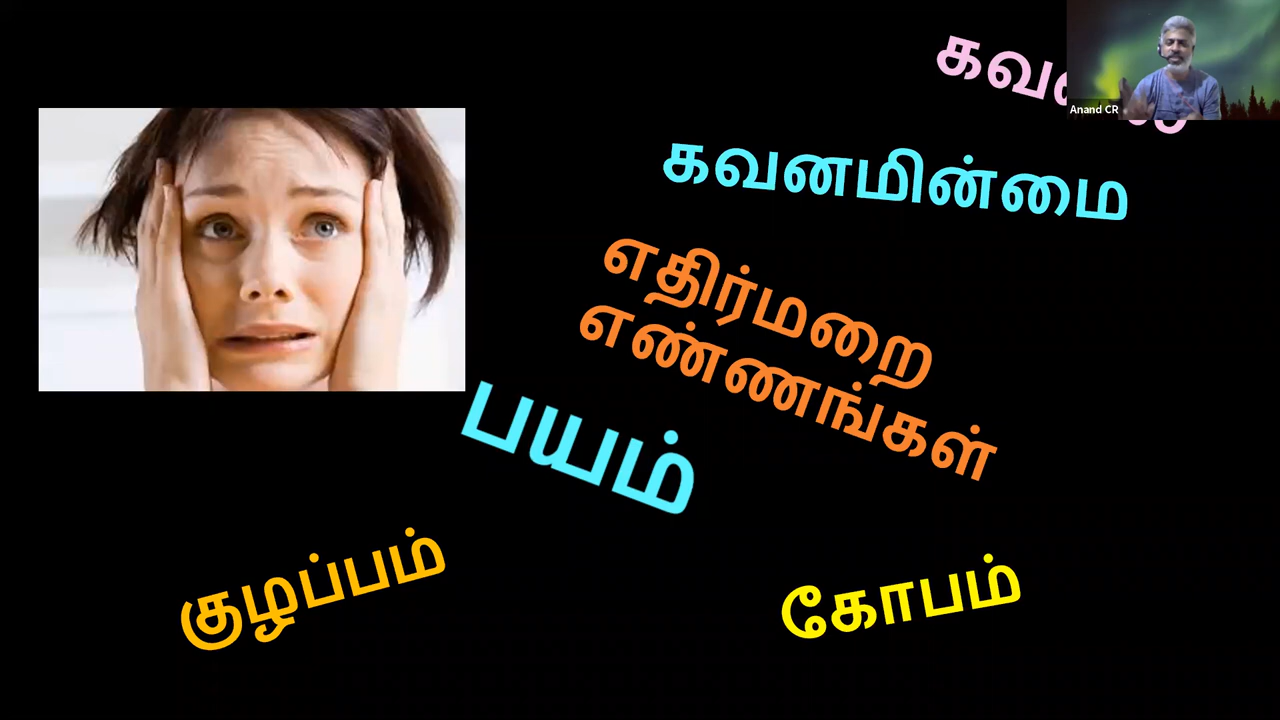 Anand CR
கவனமின்மை
எதிர்மறை
எண்ணங்கள்
பயம்
குழப்பம்
கோபம்